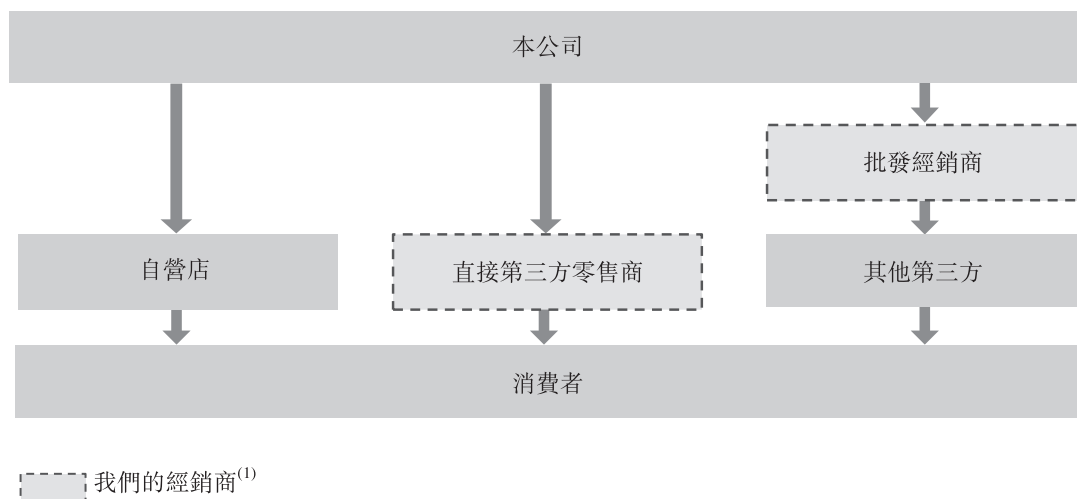 本公司
批發經銷商
自營店
直接第三方零售商
其他第三方
消費者
我們的經銷商(1)